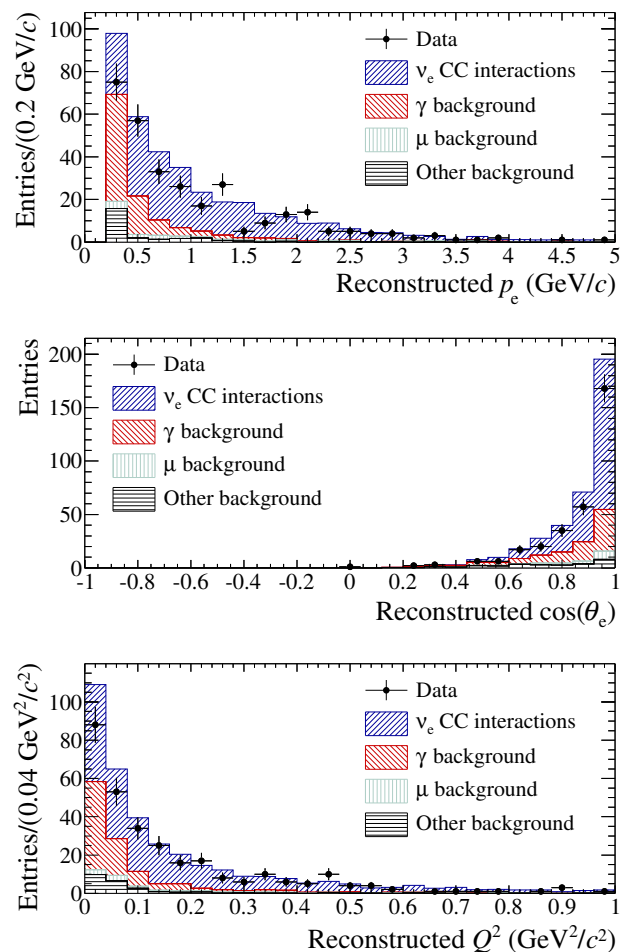 Entries/(0.2 GeV/c)
100
80
60
40
20
0
Data
νe CC interactions
γ background
μ background
Other background
0 0.5 1 1.5 2 2.5 3 3.5 4 4.5 5
Reconstructed pe (GeV/c)
Entries
200
150
100
50
0
Data
νe CC interactions
γ background
μ background
Other background
-1 -0.8 -0.6 -0.4 -0.2 0 0.2 0.4 0.6 0.8 1
Reconstructed cos(θe)
Entries/(0.04 GeV²/c²)
100
80
60
40
20
0
Data
νe CC interactions
γ background
μ background
Other background
0 0.1 0.2 0.3 0.4 0.5 0.6 0.7 0.8 0.9 1
Reconstructed Q² (GeV²/c²)